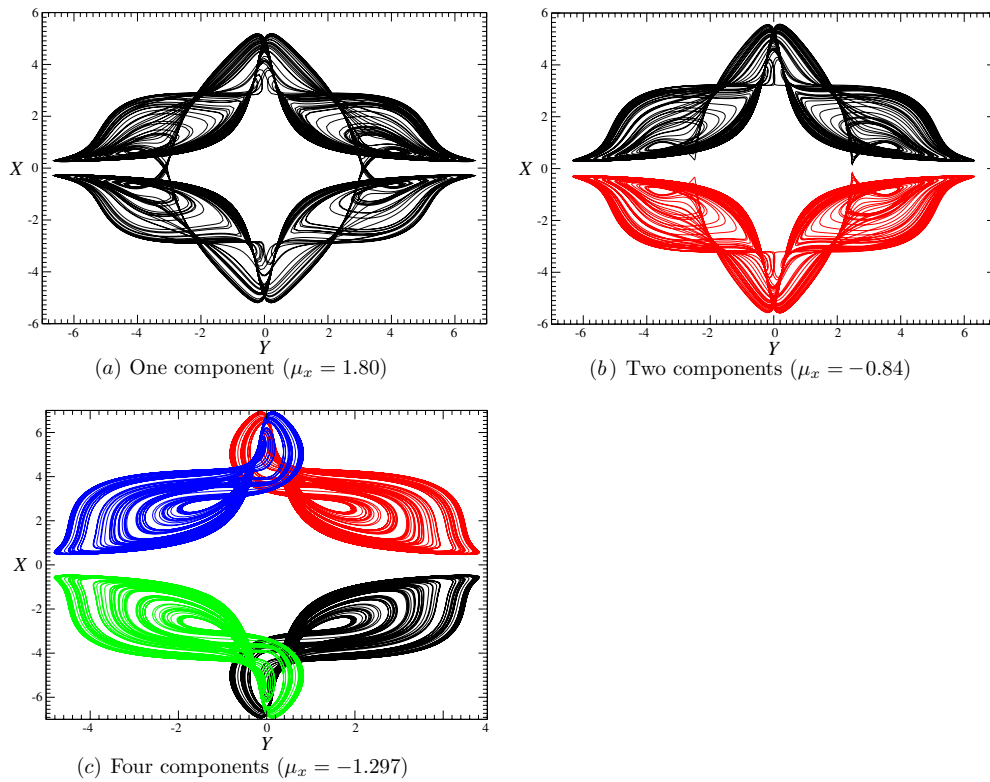 6
4
2
X 0
-2
-4
-6
-6 -4 -2 0 2 4 6
Y
(a) One component (μx = 1.80)
6
4
2
X 0
-2
-4
-6
-6 -4 -2 0 2 4 6
Y
(b) Two components (μx = −0.84)
6
4
2
X 0
-2
-4
-6
-4 -2 0 2 4
Y
(c) Four components (μx = −1.297)